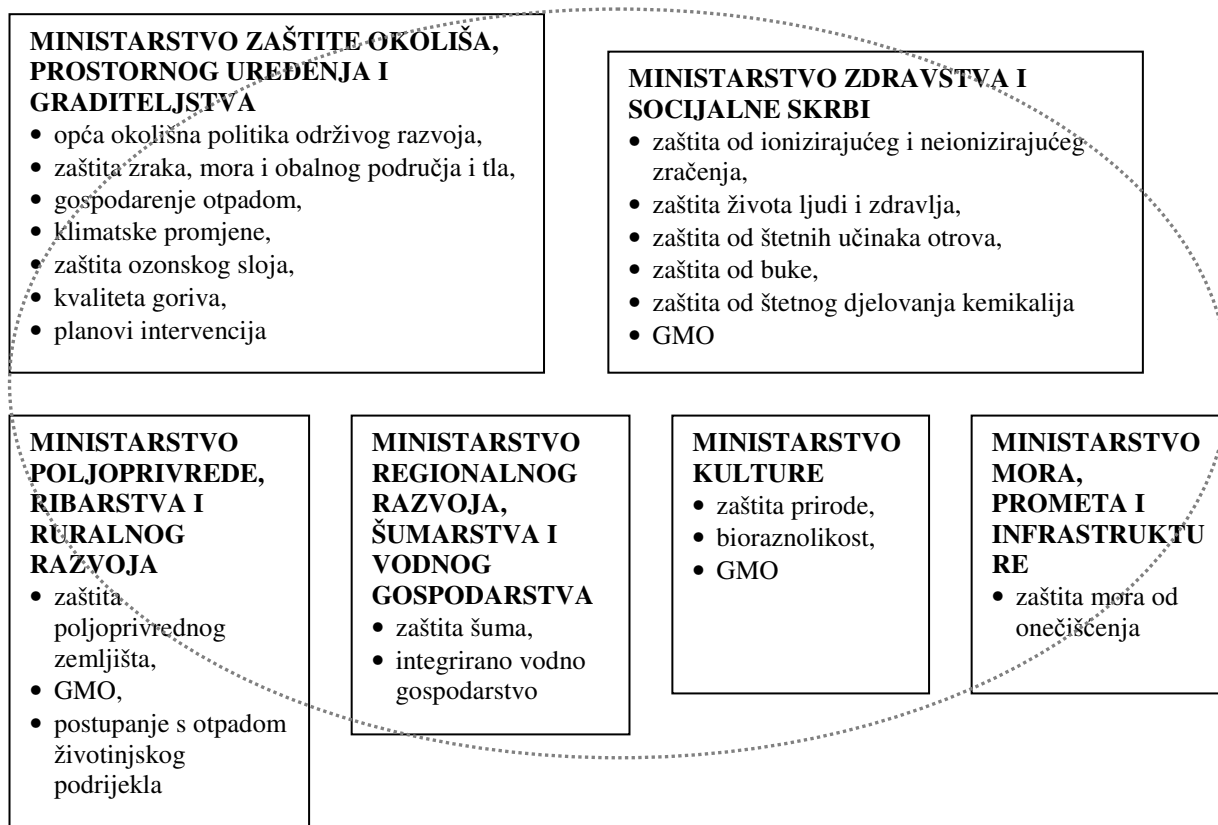 MINISTARSTVO ZAŠTITE OKOLIŠA,
PROSTORNOG UREĐENJA I
GRADITELJSTVA
• opća okolišna politika održivog razvoja,
• zaštita zraka, mora i obalnog područja i tla,
• gospodarenje otpadom,
• klimatske promjene,
• zaštita ozonskog sloja,
• kvaliteta goriva,
• planovi intervencija
MINISTARSTVO ZDRAVSTVA I
SOCIJALNE SKRBI
• zaštita od ionizirajućeg i neionizirajućeg
zračenja,
• zaštita života ljudi i zdravlja,
• zaštita od štetnih učinaka otrova,
• zaštita od buke,
• zaštita od štetnog djelovanja kemikalija
• GMO
MINISTARSTVO
POLJOPRIVREDE,
RIBARSTVA I
RURALNOG
RAZVOJA
• zaštita
poljoprivrednog
zemljišta,
• GMO,
• postupanje s otpadom
životinjskog
podrijekla
MINISTARSTVO
REGIONALNOG
RAZVOJA,
ŠUMARSTVA I
VODNOG
GOSPODARSTVA
• zaštita šuma,
• integrirano vodno
gospodarstvo
MINISTARSTVO
KULTURE
• zaštita prirode,
• bioraznolikost,
• GMO
MINISTARSTVO
MORA,
PROMETA I
INFRASTRUKTU
RE
• zaštita mora od
onečišćenja